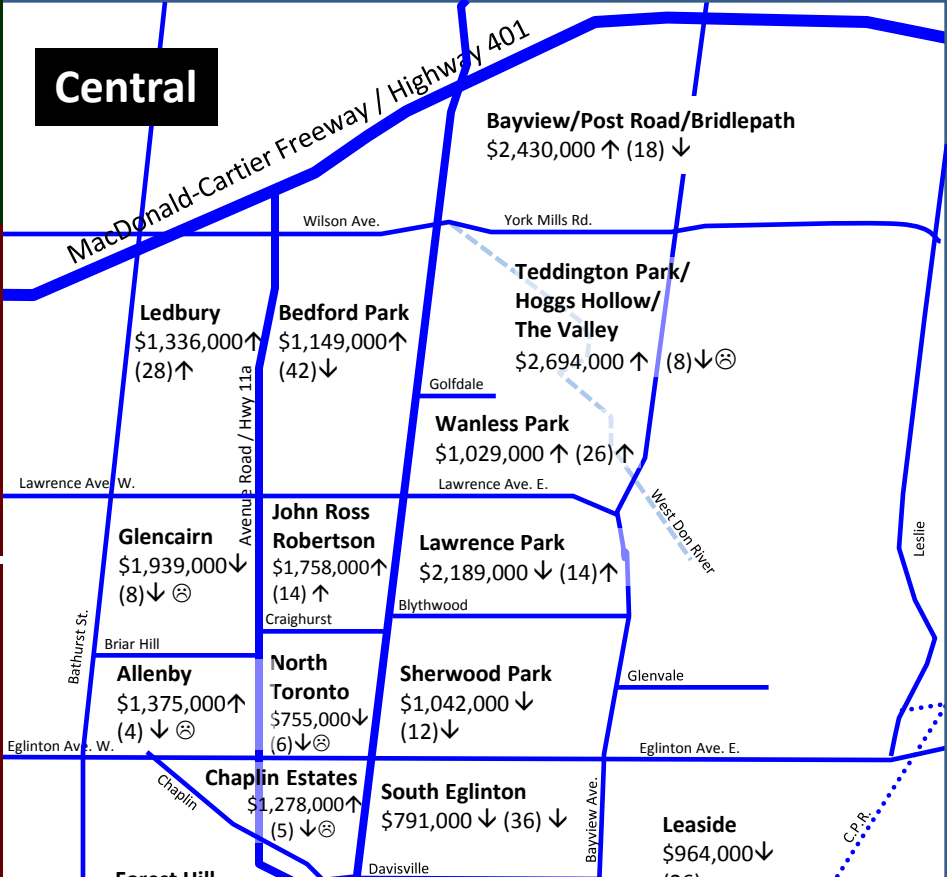 Central
MacDonald-Cartier Freeway / Highway 401
Bayview/Post Road/Bridlepath
$2,430,000 ↑ (18) ↓
Wilson Ave.
York Mills Rd.
Teddington Park/
Hoggs Hollow/
The Valley
$2,694,000 ↑ (8)↓☹
Ledbury
$1,336,000↑
(28)↑
Bedford Park
$1,149,000↑
(42)↓
Avenue Road / Hwy 11a
Golfdale
Wanless Park
$1,029,000 ↑ (26)↑
Lawrence Ave. W.
Lawrence Ave. E.
West Don River
Leslie
Glencairn
$1,939,000↓
(8)↓ ☹
John Ross
Robertson
$1,758,000↑
(14) ↑
Lawrence Park
$2,189,000 ↓ (14)↑
Blythwood
Craighurst
Bathurst St.
Briar Hill
Allenby
$1,375,000↑
(4) ↓ ☹
North
Toronto
$755,000↓
(6)↓☹
Sherwood Park
$1,042,000 ↓
(12)↓
Glenvale
Eglinton Ave. W.
Eglinton Ave. E.
Chaplin
Chaplin Estates
$1,278,000↑
(5) ↓☹
South Eglinton
$791,000 ↓ (36) ↓
Bayview Ave.
Leaside
$964,000↓
C.P.R.
Davisville
Forest Hill